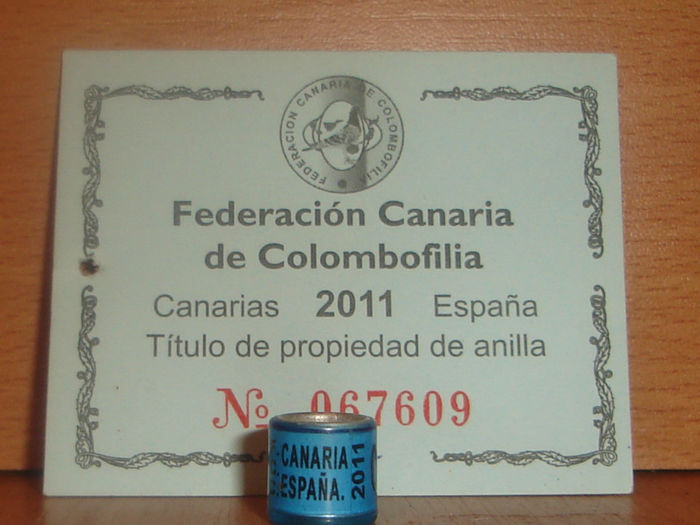 FEDERACION CANARIA DE COLOMBOFILIA
Federación Canaria
de Colombofilia
Canarias 2011 España
Título de propiedad de anilla
Nº 067609
CANARIA
ESPAÑA.
2011